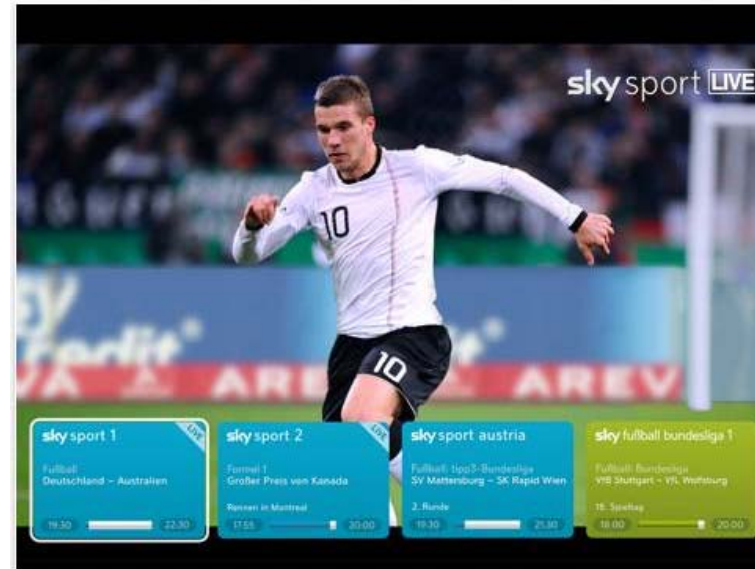 sky sport LIVE
10
10
Credit
AREVA
AREV
sky sport 1
LIVE
Fußball
Deutschland – Australien
19:30
22:30
sky sport 2
LIVE
Formel 1
Großer Preis von Kanada
Rennen in Montreal
17:55
20:00
sky sport austria
Fußball: tipp3-Bundesliga
SV Mattersburg – SK Rapid Wien
2. Runde
19:30
21:30
sky fußball bundesliga 1
Fußball: Bundesliga
VfB Stuttgart – VfL Wolfsburg
18:00
20:00